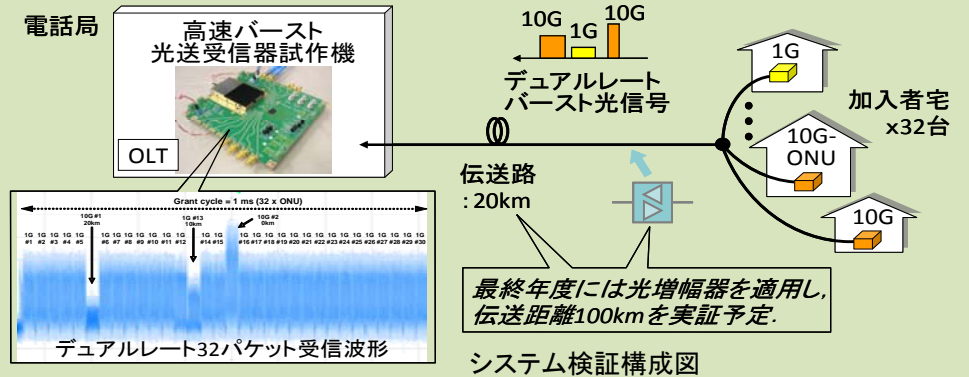 電話局
高速バースト
光送受信器試作機
OLT
10G
1G
10G
デュアルレート
バースト光信号
1G
加入者宅
x32台
10G-
ONU
10G
伝送路
:20km
最終年度には光増幅器を適用し,
伝送距離100kmを実証予定.
システム検証構成図
Grant cycle = 1 ms (32 x ONU)
10G #1
20km
1G #13
10km
10G #2
0km
1G 1G 1G 1G 1G
#1 #2 #3 #4 #5
1G 1G 1G 1G 1G 1G 1G
#6 #7 #8 #9 #10 #11 #12
1G 1G
#14 #15
1G 1G 1G 1G 1G 1G 1G 1G 1G 1G 1G 1G 1G 1G 1G
#16 #17 #18 #19 #20 #21 #22 #23 #24 #25 #26 #27 #28 #29 #30
デュアルレート32パケット受信波形